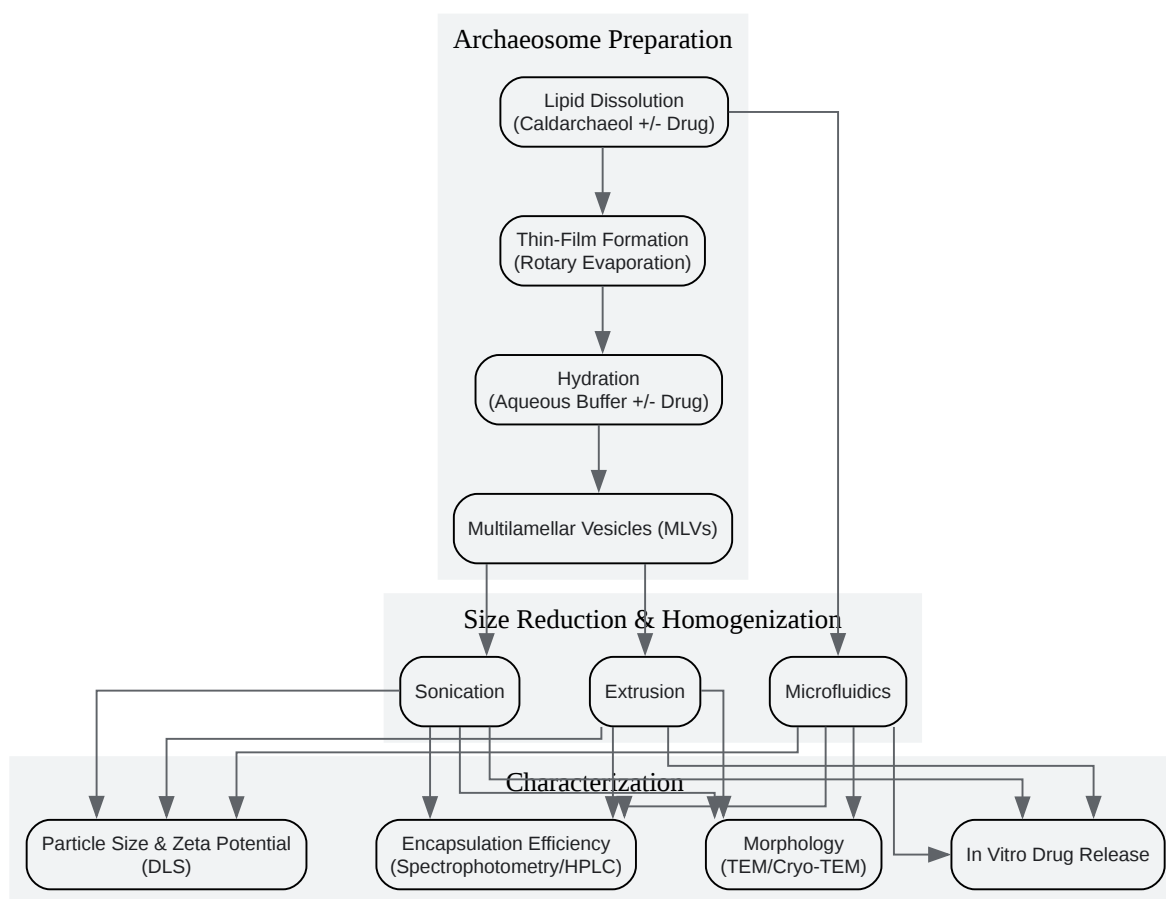 Archaeosome Preparation
Lipid Dissolution
(Caldarchaeol +/- Drug)
Thin-Film Formation
(Rotary Evaporation)
Hydration
(Aqueous Buffer +/- Drug)
Multilamellar Vesicles (MLVs)
Size Reduction & Homogenization
Sonication
Extrusion
Microfluidics
Characterization
Particle Size & Zeta Potential
(DLS)
Encapsulation Efficiency
(Spectrophotometry/HPLC)
Morphology
(TEM/Cryo-TEM)
In Vitro Drug Release